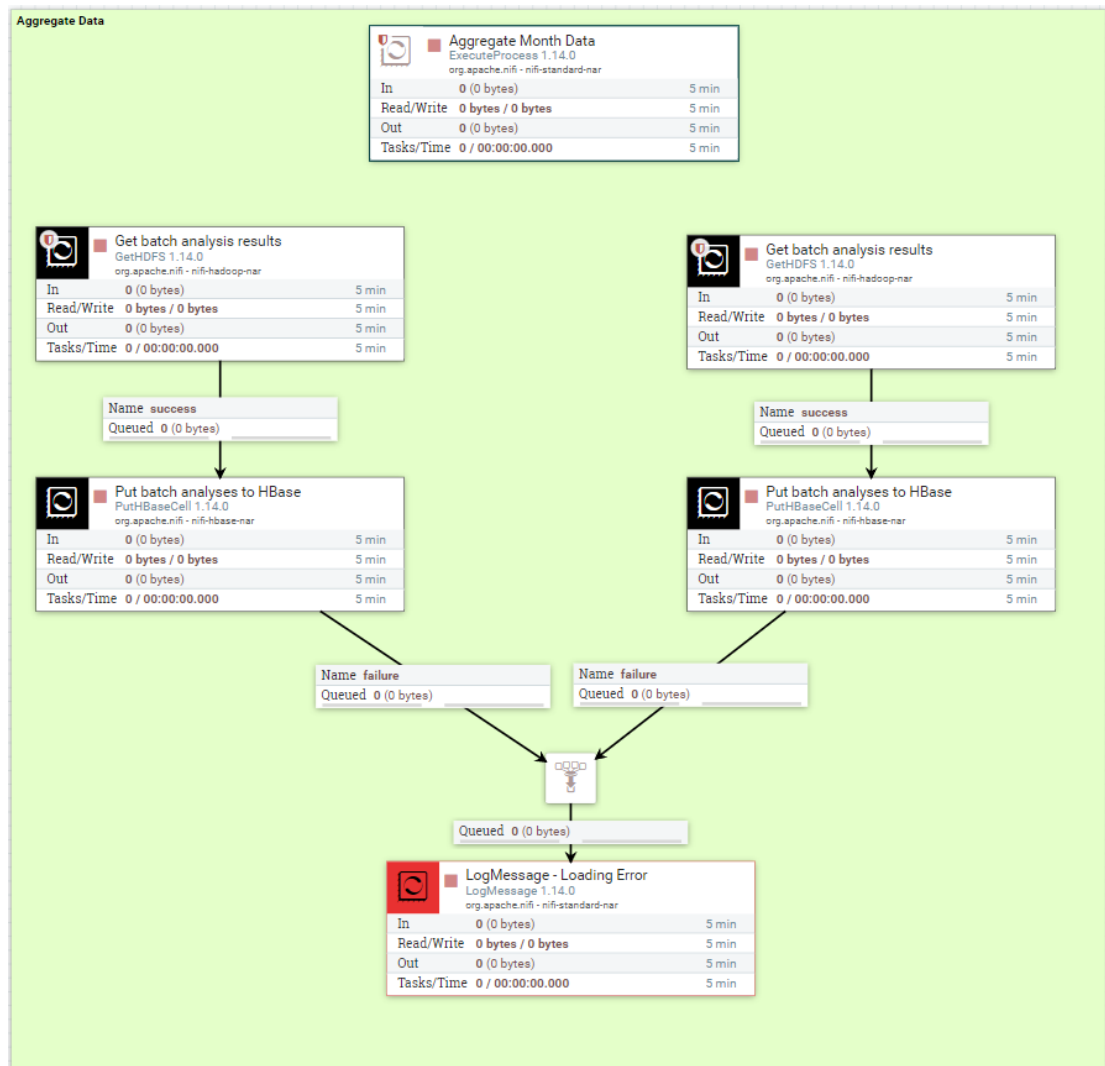 Aggregate Data
Aggregate Month Data
ExecuteProcess 1.14.0
org.apache.nifi - nifi-standard-nar
In 0 (0 bytes) 5 min
Read/Write 0 bytes / 0 bytes 5 min
Out 0 (0 bytes) 5 min
Tasks/Time 0 / 00:00:00.000 5 min
Get batch analysis results
GetHDFS 1.14.0
org.apache.nifi - nifi-hadoop-nar
In 0 (0 bytes) 5 min
Read/Write 0 bytes / 0 bytes 5 min
Out 0 (0 bytes) 5 min
Tasks/Time 0 / 00:00:00.000 5 min
Get batch analysis results
GetHDFS 1.14.0
org.apache.nifi - nifi-hadoop-nar
In 0 (0 bytes) 5 min
Read/Write 0 bytes / 0 bytes 5 min
Out 0 (0 bytes) 5 min
Tasks/Time 0 / 00:00:00.000 5 min
Name success
Queued 0 (0 bytes)
Name success
Queued 0 (0 bytes)
Put batch analyses to HBase
PutHBaseCell 1.14.0
org.apache.nifi - nifi-hbase-nar
In 0 (0 bytes) 5 min
Read/Write 0 bytes / 0 bytes 5 min
Out 0 (0 bytes) 5 min
Tasks/Time 0 / 00:00:00.000 5 min
Put batch analyses to HBase
PutHBaseCell 1.14.0
org.apache.nifi - nifi-hbase-nar
In 0 (0 bytes) 5 min
Read/Write 0 bytes / 0 bytes 5 min
Out 0 (0 bytes) 5 min
Tasks/Time 0 / 00:00:00.000 5 min
Name failure
Queued 0 (0 bytes)
Name failure
Queued 0 (0 bytes)
Queued 0 (0 bytes)
LogMessage - Loading Error
LogMessage 1.14.0
org.apache.nifi - nifi-standard-nar
In 0 (0 bytes) 5 min
Read/Write 0 bytes / 0 bytes 5 min
Out 0 (0 bytes) 5 min
Tasks/Time 0 / 00:00:00.000 5 min